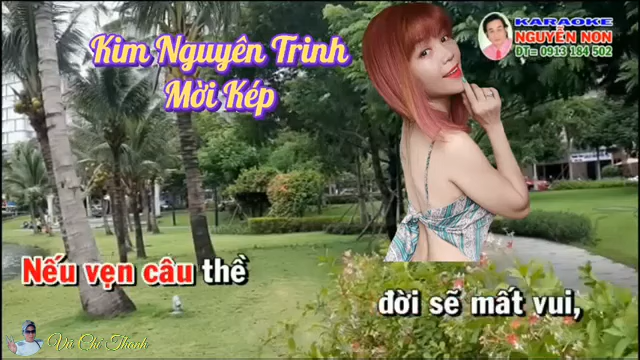 Kim Nguyên Trinh
Mời Kép
KARAOKE
NGUYỄN NON
ĐT= 0913 184 502
Nếu vẹn câu thề
đời sẽ mất vui,
Võ Chí Thanh